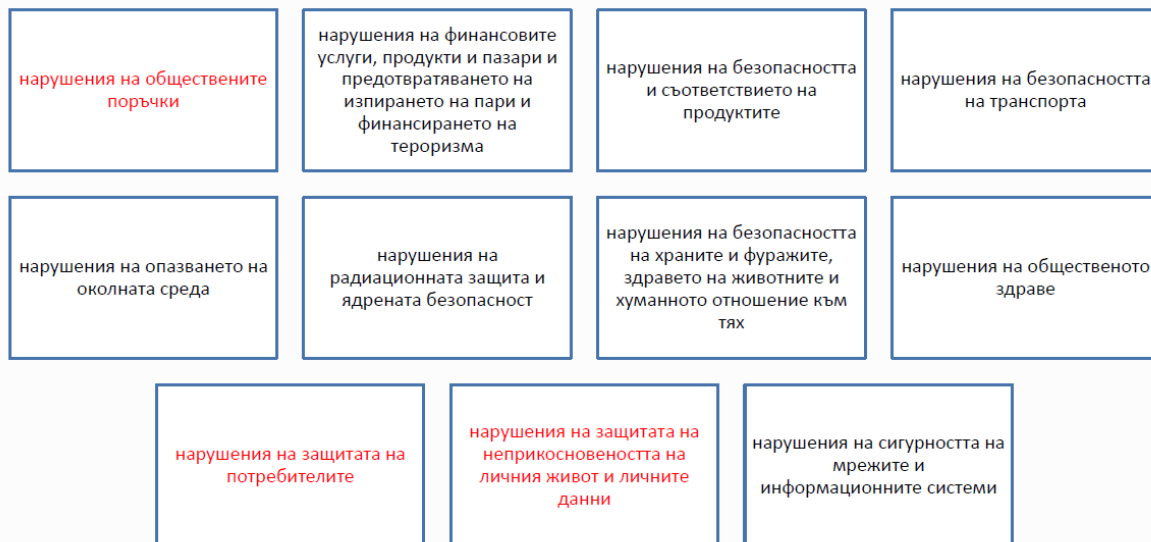 нарушения на обществените
поръчки
нарушения на финансовите
услуги, продукти и пазари и
предотвратяването на
изпирането на пари и
финансирането на
тероризма
нарушения на безопасността
и съответствието на
продуктите
нарушения на безопасността
на транспорта
нарушения на опазването на
околната среда
нарушения на
радиационната защита и
ядрената безопасност
нарушения на безопасността
на храните и фуражите,
здравето на животните и
хуманното отношение към
тях
нарушения на общественото
здраве
нарушения на защитата на
потребителите
нарушения на защитата на
неприкосновеността на
личния живот и личните
данни
нарушения на сигурността на
мрежите и
информационните системи